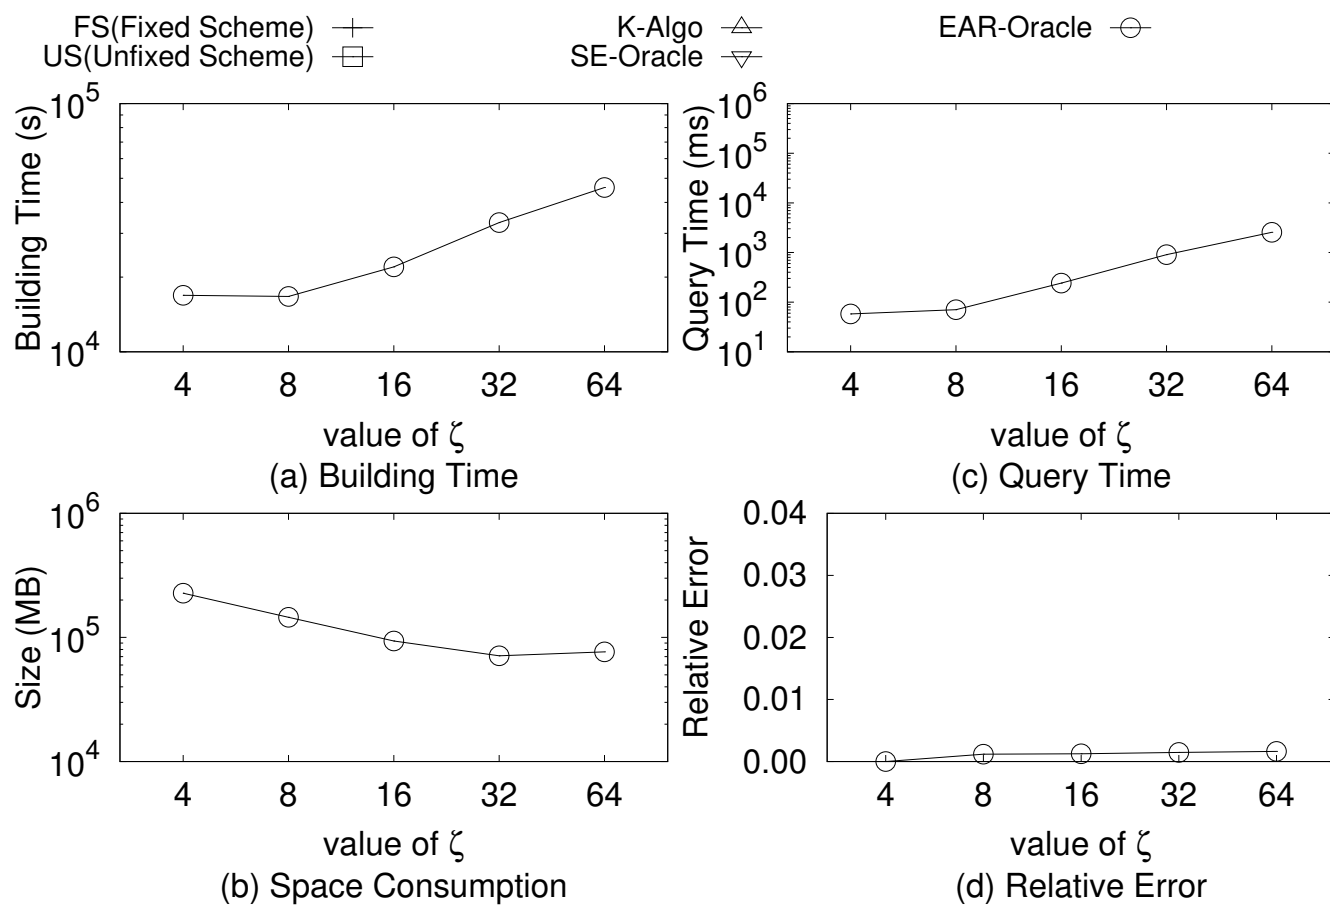 FS(Fixed Scheme)
US(Unfixed Scheme)
K-Algo
SE-Oracle
EAR-Oracle
Building Time (s)
10^5
10^4
4 8 16 32 64
value of ζ
(a) Building Time
Query Time (ms)
10^6
10^5
10^4
10^3
10^2
10^1
4 8 16 32 64
value of ζ
(c) Query Time
Size (MB)
10^6
10^5
10^4
4 8 16 32 64
value of ζ
(b) Space Consumption
Relative Error
0.04
0.03
0.02
0.01
0.00
4 8 16 32 64
value of ζ
(d) Relative Error